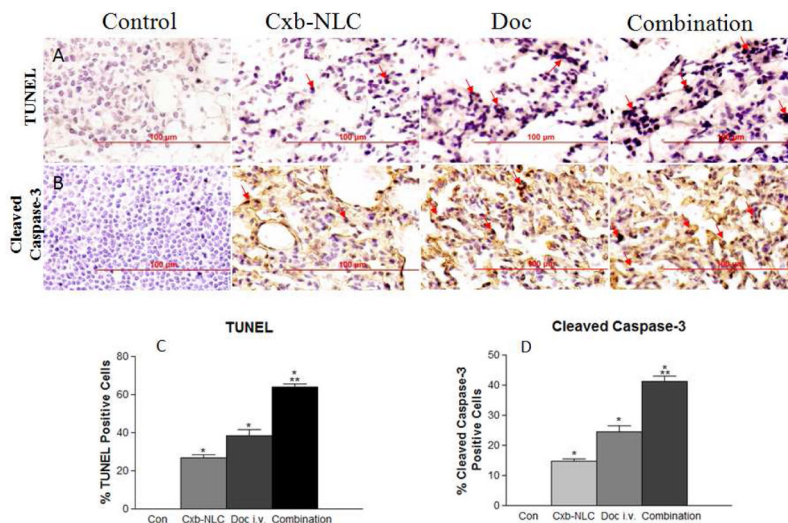 Control Cxb-NLC Doc Combination
TUNEL
A
100 µm 100 µm 100 µm 100 µm
Cleaved
Caspase-3
B
100 µm 100 µm 100 µm 100 µm
TUNEL
C
% TUNEL Positive Cells
80
60
40
20
0
* * * **
Con Cxb-NLC Doc i.v. Combination
Cleaved Caspase-3
D
% Cleaved Caspase-3
Positive Cells
50
40
30
20
10
0
* * * **
Con Cxb-NLC Doc i.v. Combination